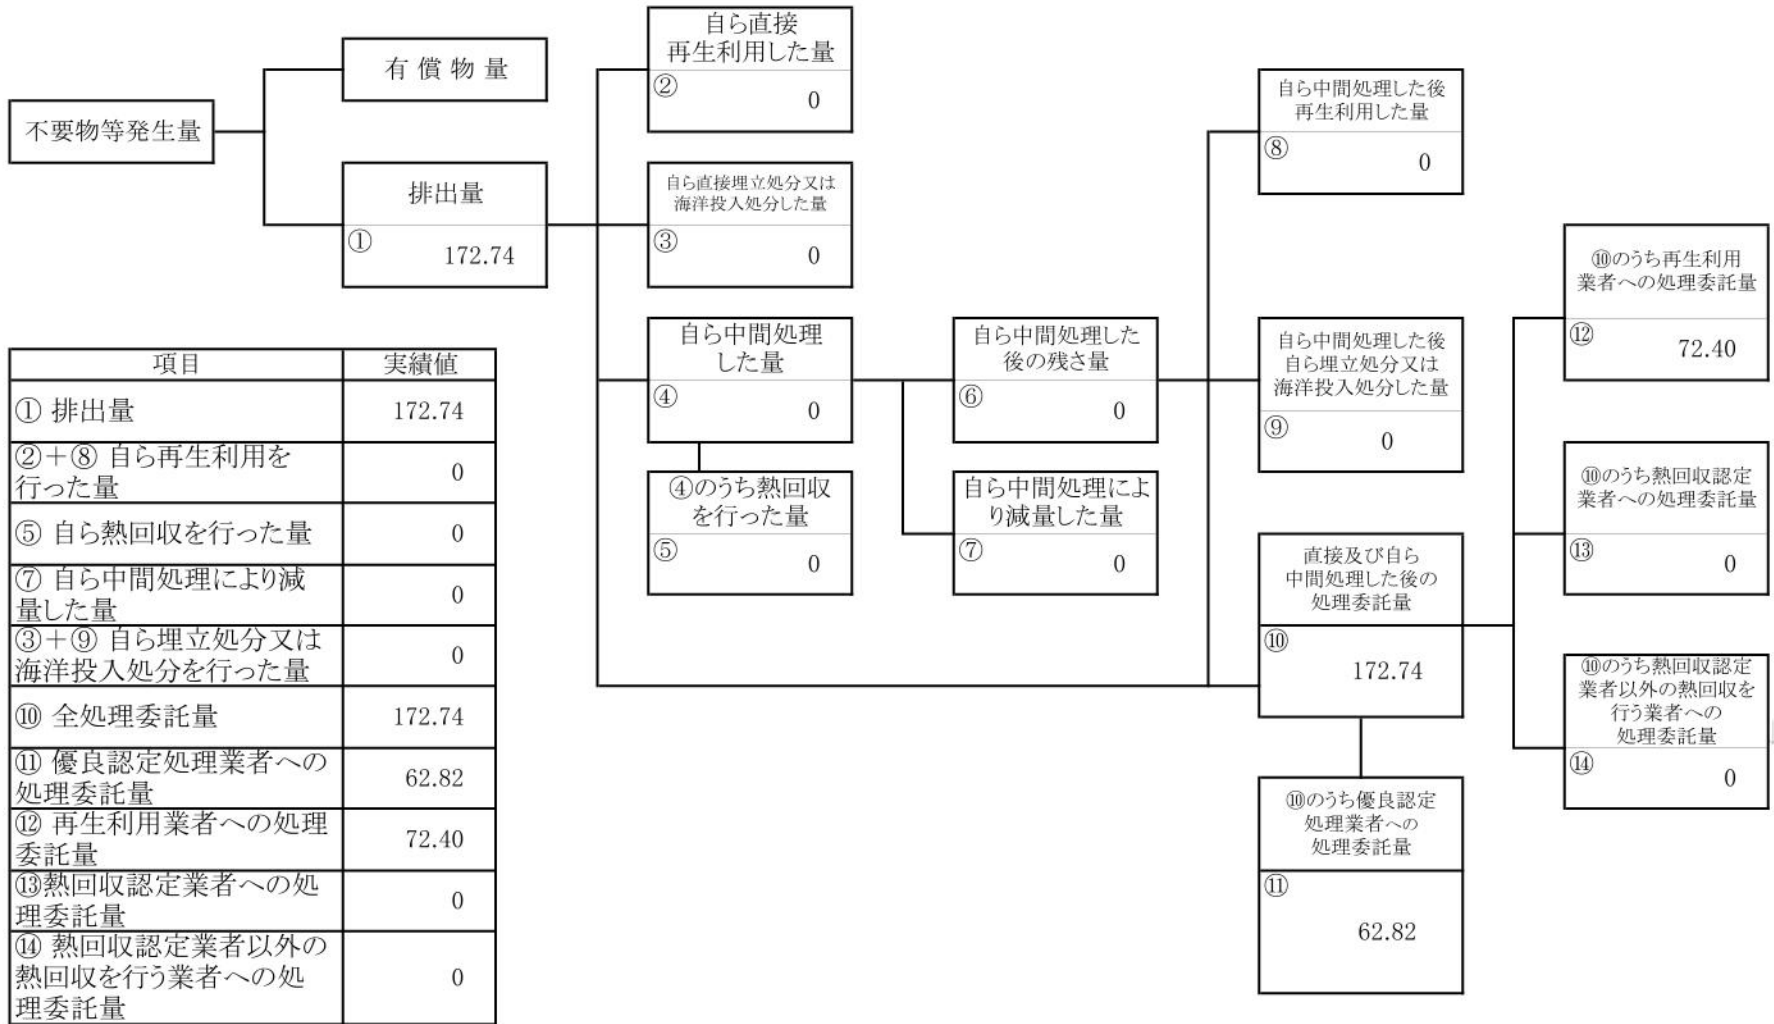 不要物等発生量
有償物量
排出量
①
172.74
自ら直接
再生利用した量
②
0
自ら直接埋立処分又は
海洋投入処分した量
③
0
自ら中間処理
した量
④
0
④のうち熱回収
を行った量
⑤
0
自ら中間処理した
後の残さ量
⑥
0
自ら中間処理によ
り減量した量
⑦
0
自ら中間処理した後
再生利用した量
⑧
0
自ら中間処理した後
自ら埋立処分又は
海洋投入処分した量
⑨
0
直接及び自ら
中間処理した後の
処理委託量
⑩
172.74
⑩のうち優良認定
処理業者への
処理委託量
⑪
62.82
⑩のうち再生利用
業者への処理委託量
⑫
72.40
⑩のうち熱回収認定
業者への処理委託量
⑬
0
⑩のうち熱回収認定
業者以外の熱回収を
行う業者への
処理委託量
⑭
0
項目 実績値
① 排出量 172.74
②＋⑧ 自ら再生利用を
行った量 0
⑤ 自ら熱回収を行った量 0
⑦ 自ら中間処理により減
量した量 0
③＋⑨ 自ら埋立処分又は
海洋投入処分を行った量 0
⑩ 全処理委託量 172.74
⑪ 優良認定処理業者への
処理委託量 62.82
⑫ 再生利用業者への処理
委託量 72.40
⑬熱回収認定業者への処
理委託量 0
⑭ 熱回収認定業者以外の
熱回収を行う業者への処
理委託量 0